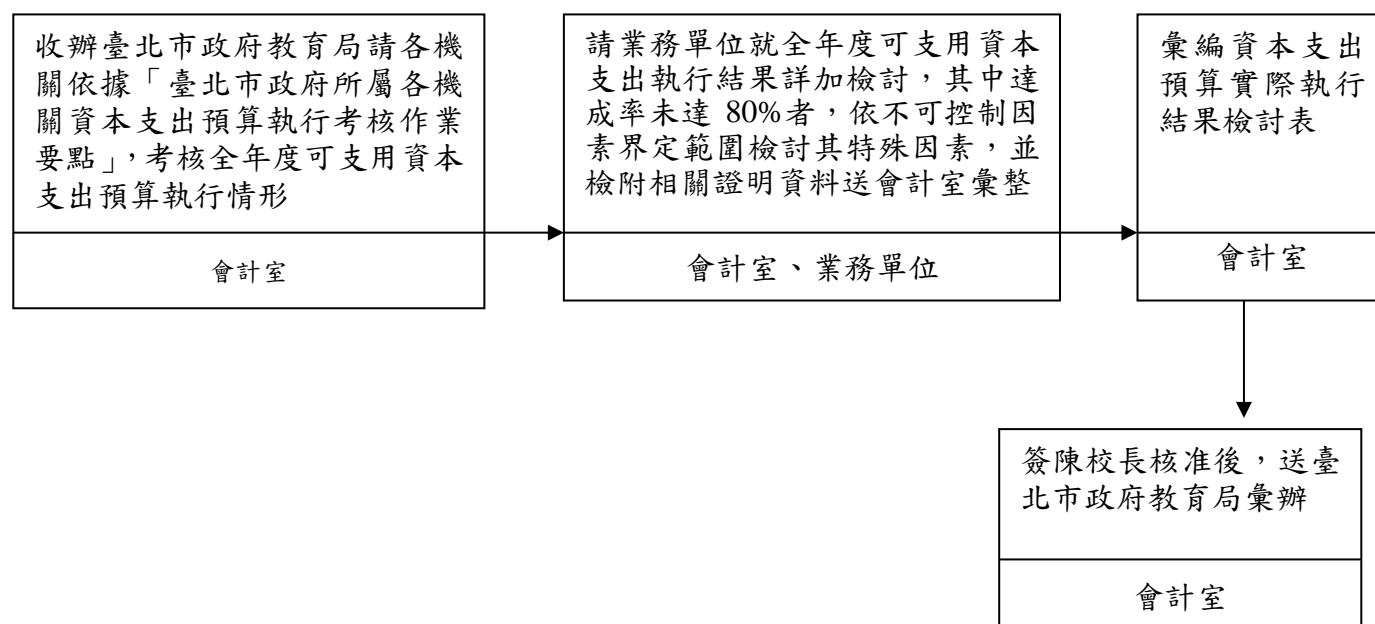 收辦臺北市政府教育局請各機
關依據「臺北市政府所屬各機
關資本支出預算執行考核作業
要點」，考核全年度可支用資本
支出預算執行情形
會計室
請業務單位就全年度可支用資本
支出執行結果詳加檢討，其中達
成率未達 80%者，依不可控制因
素界定範圍檢討其特殊因素，並
檢附相關證明資料送會計室彙整
會計室、業務單位
彙編資本支出
預算實際執行
結果檢討表
會計室
簽陳校長核准後，送臺
北市政府教育局彙辦
會計室